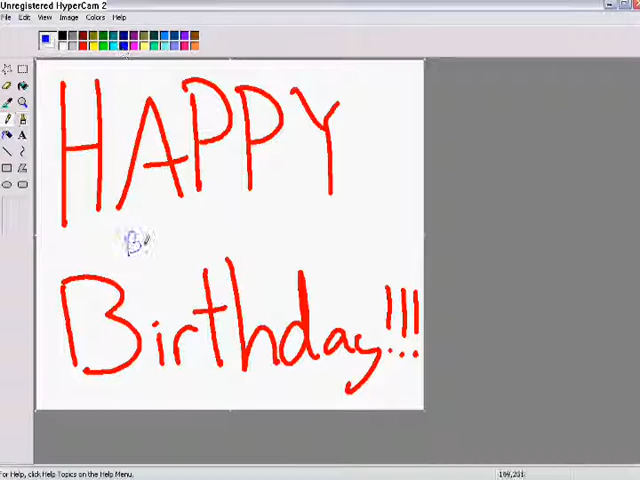 Unregistered HyperCam 2
File Edit View Image Colors Help
HAPPY
B
Birthday!!!
For Help, click Help Topics on the Help Menu.